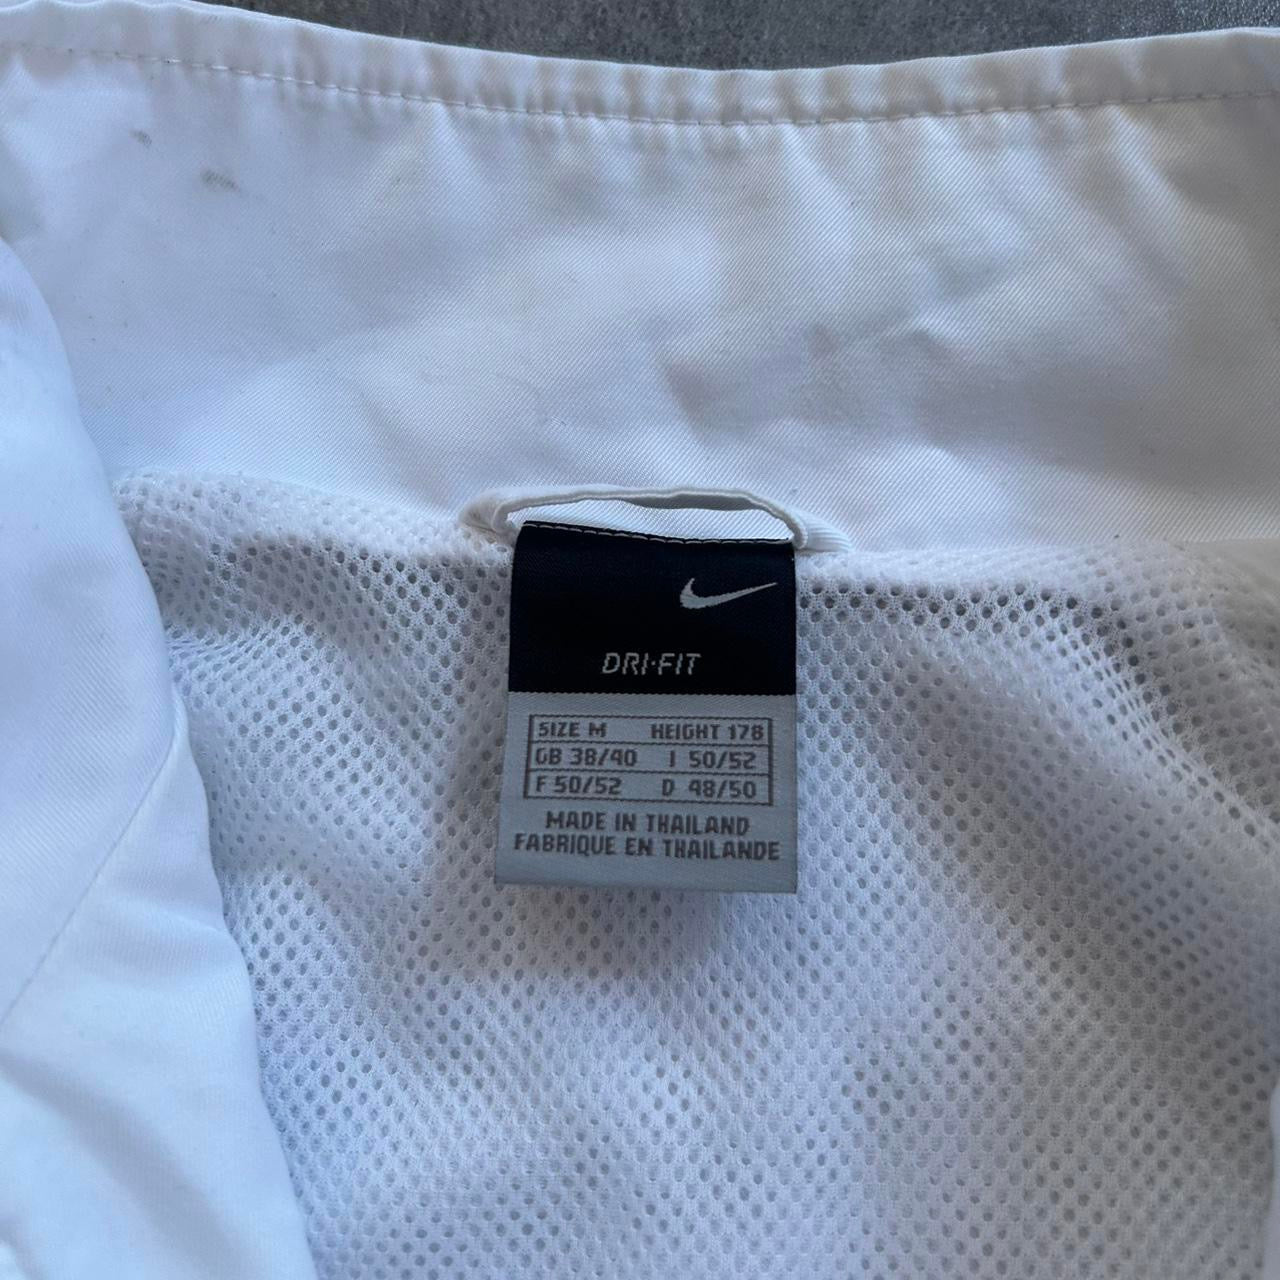 DRI·FIT
SIZE M HEIGHT 178
GB 38/40 I 50/52
F 50/52 D 48/50
MADE IN THAILAND
FABRIQUE EN THAILANDE